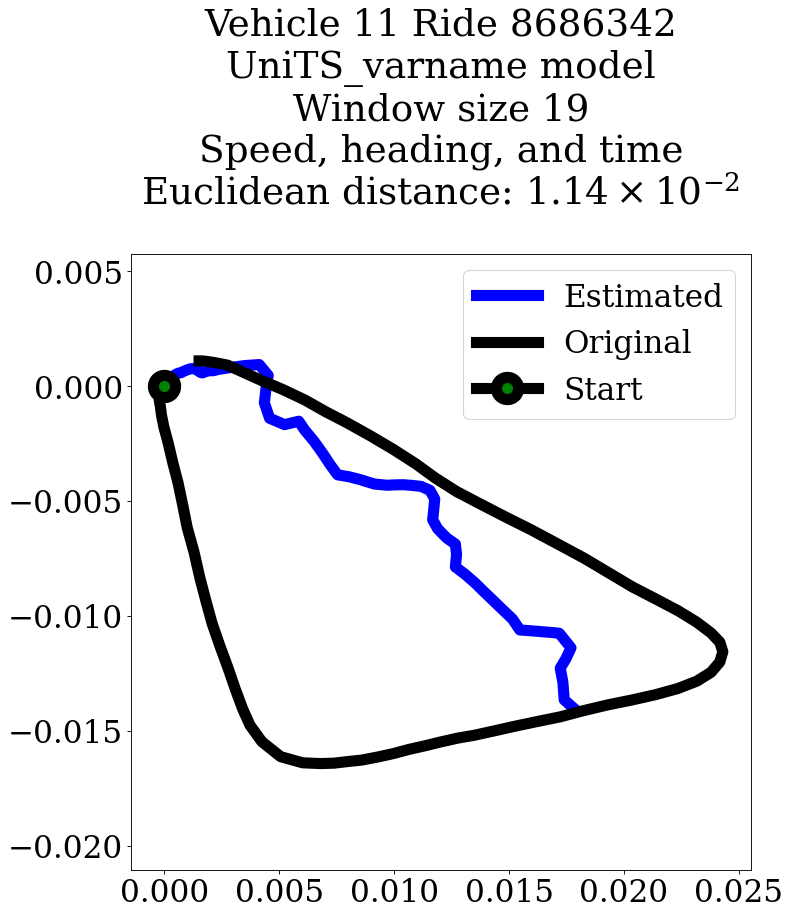 Vehicle 11 Ride 8686342
UniTS_varname model
Window size 19
Speed, heading, and time
Euclidean distance: 1.14 × 10⁻²
Estimated
Original
Start
0.005
0.000
−0.005
−0.010
−0.015
−0.020
0.000 0.005 0.010 0.015 0.020 0.025